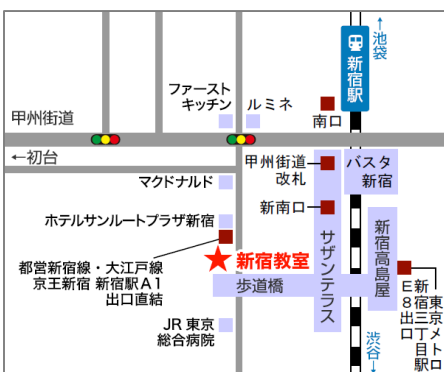 ↑池袋
新宿駅
ファースト
キッチン
ルミネ
南口
甲州街道
←初台
マクドナルド
甲州街道
改札
バスタ
新宿
ホテルサンルートプラザ新宿
新南口
サザンテラス
新宿高島屋
都営新宿線・大江戸線
京王新宿 新宿駅A1
出口直結
新宿教室
歩道橋
東京メトロ
新宿三丁目駅
E8出口
JR 東京
総合病院
渋谷→